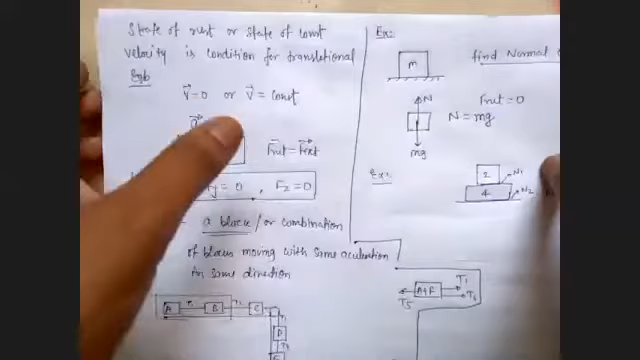 State of rest or state of const
velocity is condition for translational
Eqb
V=0 or V = const
Fnet = Fext
= 0 , Fz=0
a block / or combination
of blocks moving with same acceleration
in same direction
A T1 B T2 C
D
Ex:
m
find Normal
N
Fnet = 0
N = mg
mg
Ex:
2
N1
4
N2
T1
T5